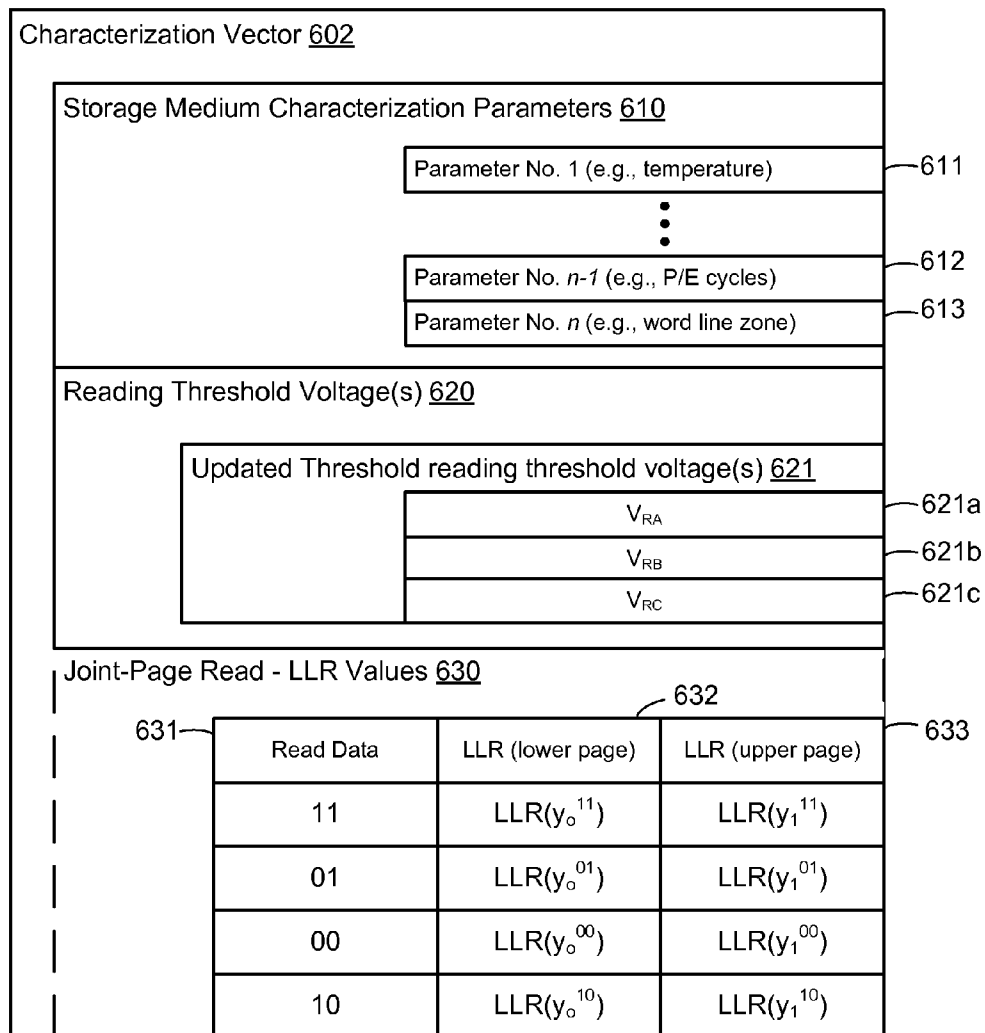 Characterization Vector 602
Storage Medium Characterization Parameters 610
Parameter No. 1 (e.g., temperature) 611
612
Parameter No. n-1 (e.g., P/E cycles)
613
Parameter No. n (e.g., word line zone)
Reading Threshold Voltage(s) 620
Updated Threshold reading threshold voltage(s) 621
V_RA 621a
V_RB 621b
V_RC 621c
Joint-Page Read - LLR Values 630
632
631 Read Data LLR (lower page) LLR (upper page) 633
11 LLR(y_o^11) LLR(y_1^11)
01 LLR(y_o^01) LLR(y_1^01)
00 LLR(y_o^00) LLR(y_1^00)
10 LLR(y_o^10) LLR(y_1^10)